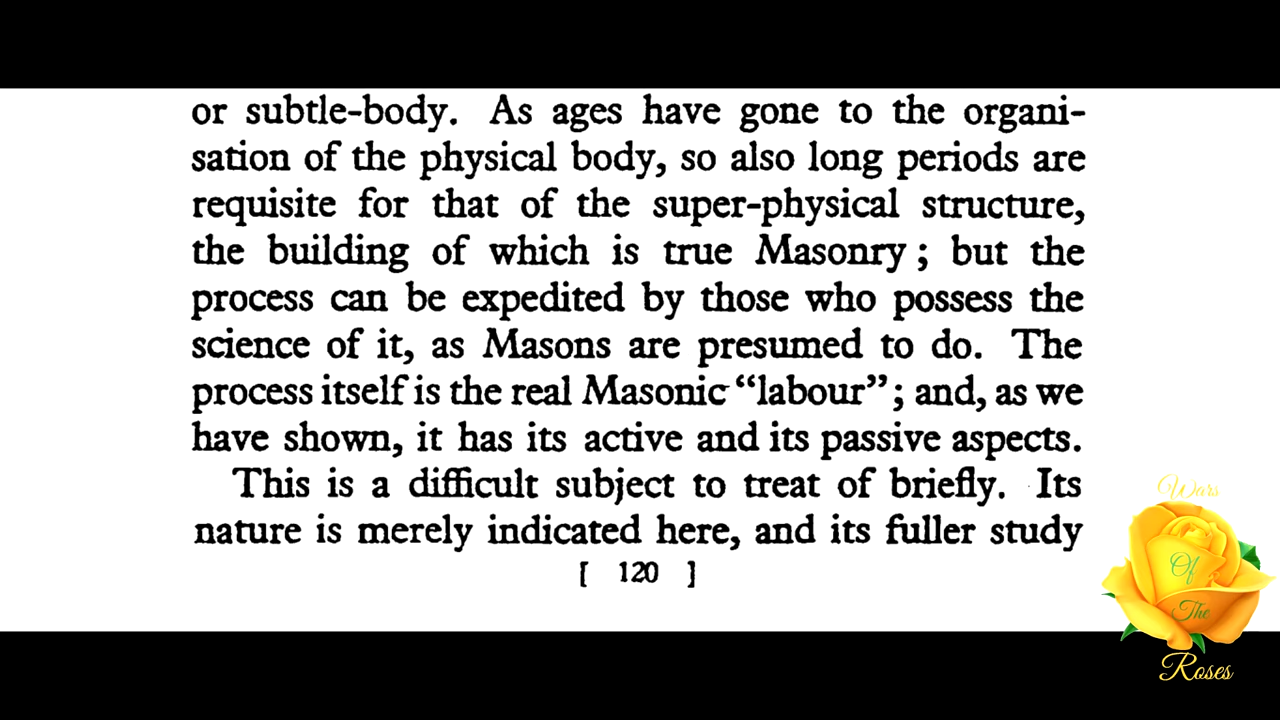 or subtle-body. As ages have gone to the organi-
sation of the physical body, so also long periods are
requisite for that of the super-physical structure,
the building of which is true Masonry ; but the
process can be expedited by those who possess the
science of it, as Masons are presumed to do. The
process itself is the real Masonic “labour” ; and, as we
have shown, it has its active and its passive aspects.
This is a difficult subject to treat of briefly. Its
nature is merely indicated here, and its fuller study
[ 120 ]
Wars
Of
The
Roses